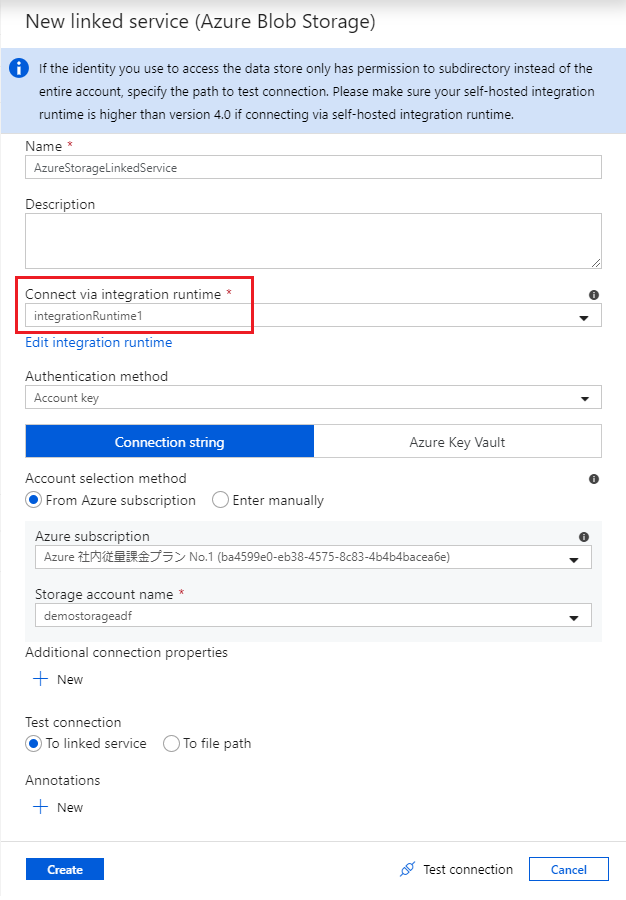 New linked service (Azure Blob Storage)
If the identity you use to access the data store only has permission to subdirectory instead of the
entire account, specify the path to test connection. Please make sure your self-hosted integration
runtime is higher than version 4.0 if connecting via self-hosted integration runtime.
Name *
AzureStorageLinkedService
Description
Connect via integration runtime *
integrationRuntime1
Edit integration runtime
Authentication method
Account key
Connection string
Azure Key Vault
Account selection method
From Azure subscription
Enter manually
Azure subscription
Azure 社内従量課金プラン No.1 (ba4599e0-eb38-4575-8c83-4b4b4bacea6e)
Storage account name *
demostorageadf
Additional connection properties
New
Test connection
To linked service
To file path
Annotations
New
Create
Test connection
Cancel